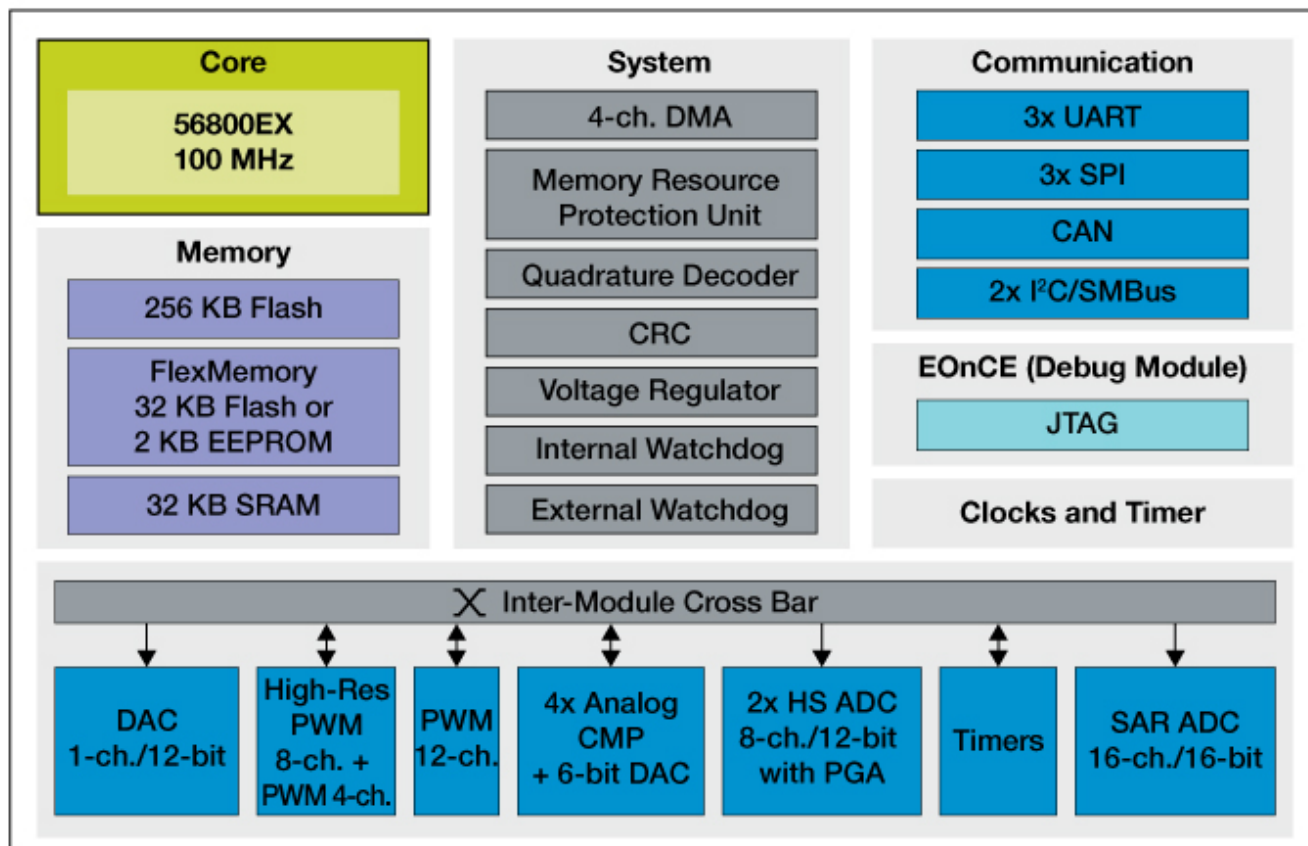 Core
56800EX
100 MHz
Memory
256 KB Flash
FlexMemory
32 KB Flash or
2 KB EEPROM
32 KB SRAM
System
4-ch. DMA
Memory Resource
Protection Unit
Quadrature Decoder
CRC
Voltage Regulator
Internal Watchdog
External Watchdog
Communication
3x UART
3x SPI
CAN
2x I²C/SMBus
EOnCE (Debug Module)
JTAG
Clocks and Timer
Inter-Module Cross Bar
DAC
1-ch./12-bit
High-Res
PWM
8-ch. +
PWM 4-ch.
PWM
12-ch.
4x Analog
CMP
+ 6-bit DAC
2x HS ADC
8-ch./12-bit
with PGA
Timers
SAR ADC
16-ch./16-bit